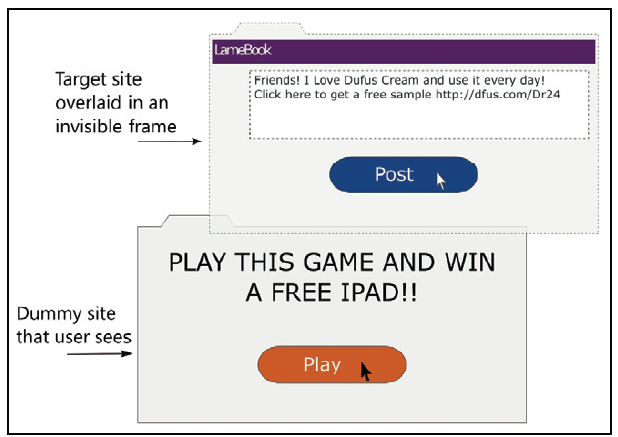 LameBook
Target site
overlaid in an
invisible frame
Friends! I Love Dufus Cream and use it every day!
Click here to get a free sample http://dfus.com/Dr24
Post
PLAY THIS GAME AND WIN
A FREE IPAD!!
Dummy site
that user sees
Play